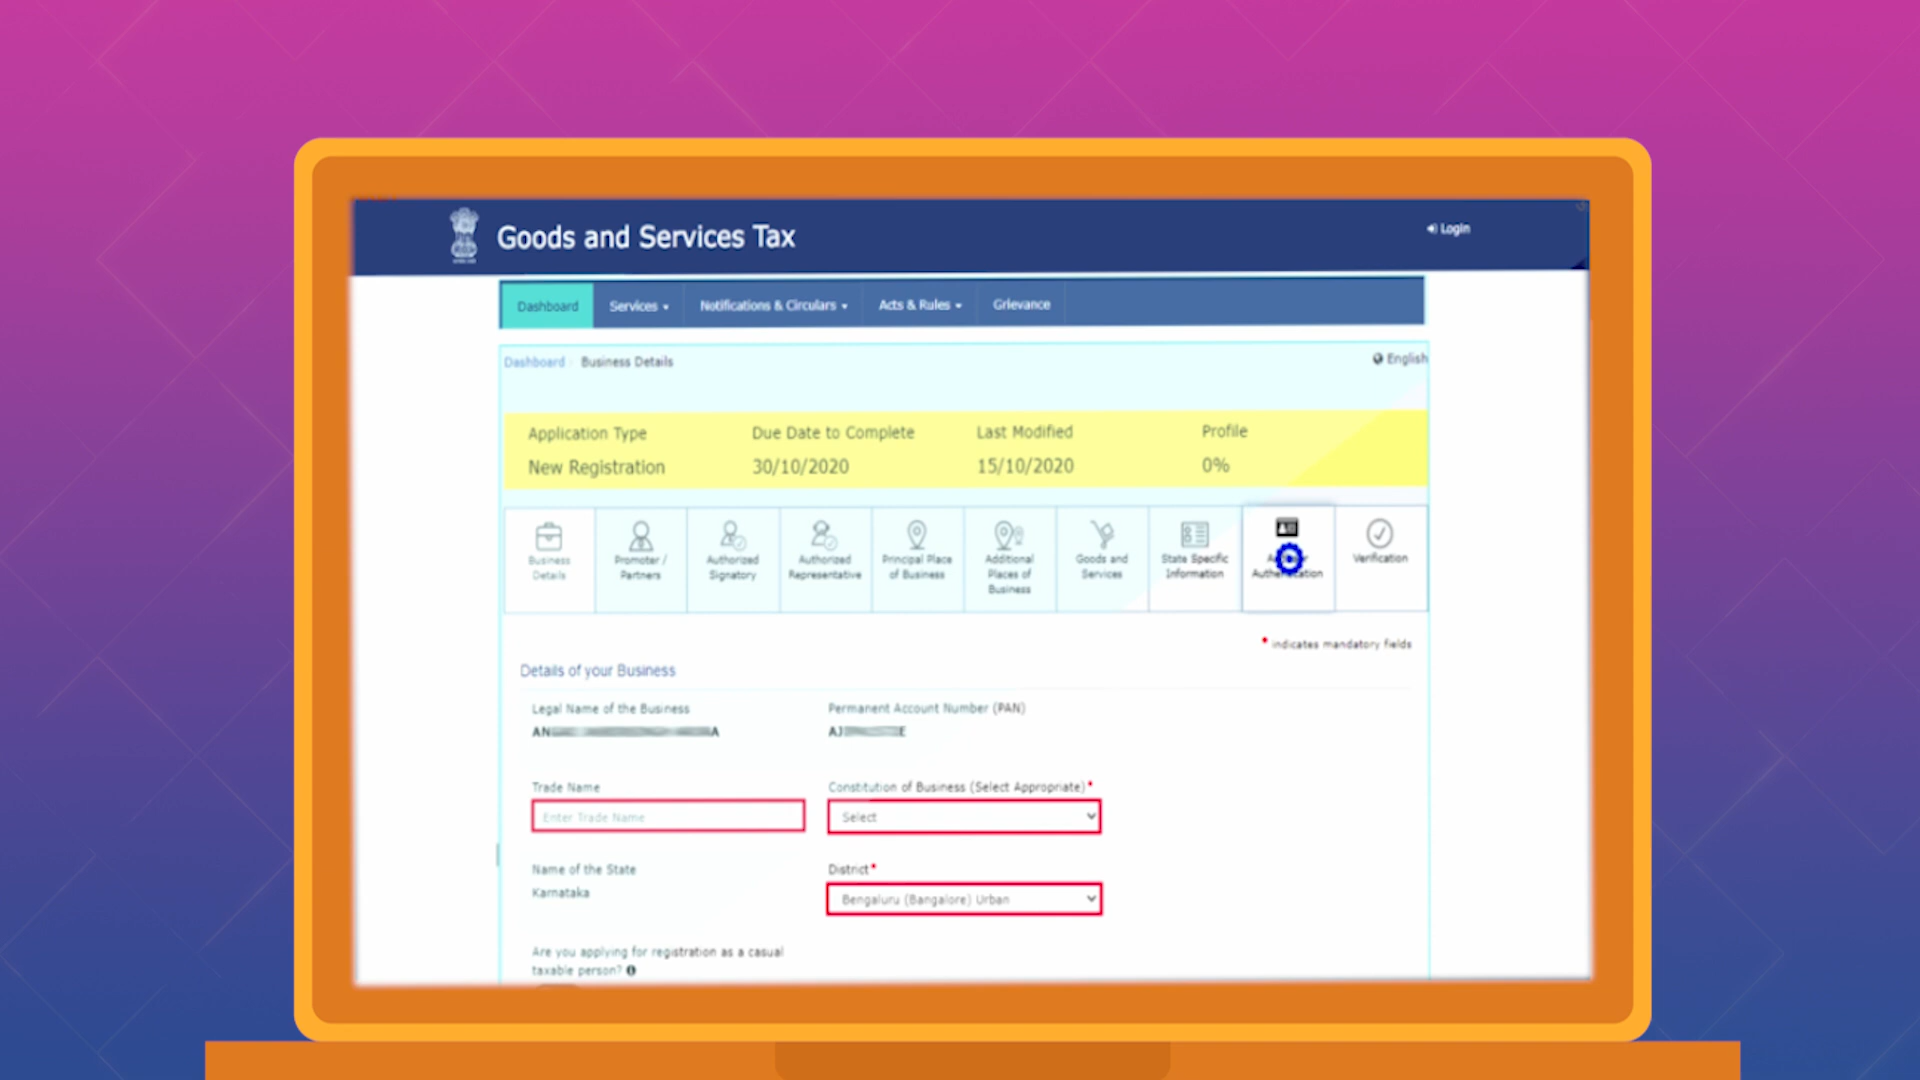 Goods and Services Tax
Login
Dashboard Services Notifications & Circulars Acts & Rules Grievance
Dashboard Business Details
English
Application Type Due Date to Complete Last Modified Profile
New Registration 30/10/2020 15/10/2020 0%
Business Details
Promoter / Partners
Authorized Signatory
Authorized Representative
Principal Place of Business
Additional Places of Business
Goods and Services
State Specific Information
Verification
* indicates mandatory fields
Details of your Business
Legal Name of the Business Permanent Account Number (PAN)
Trade Name Constitution of Business (Select Appropriate)*
Enter Trade Name Select
Name of the State District*
Karnataka Bengaluru (Bangalore) Urban
Are you applying for registration as a casual
taxable person?